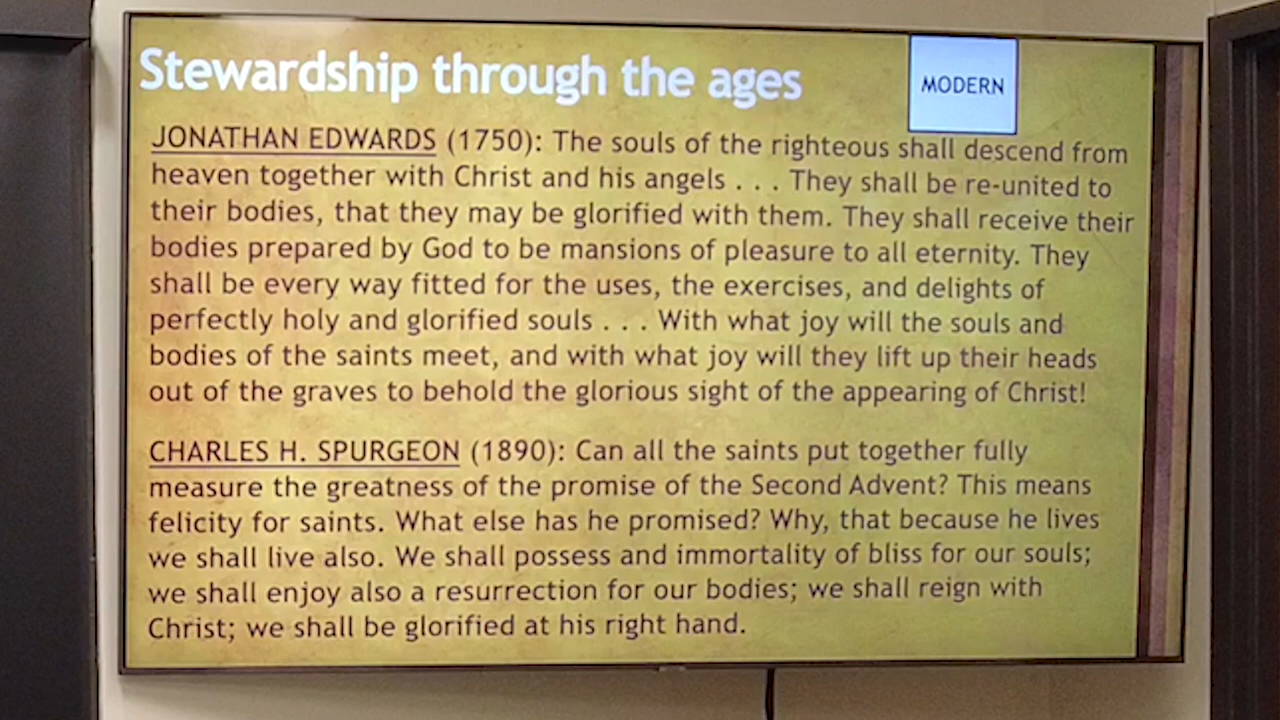 Stewardship through the ages
MODERN
JONATHAN EDWARDS (1750): The souls of the righteous shall descend from
heaven together with Christ and his angels . . . They shall be re-united to
their bodies, that they may be glorified with them. They shall receive their
bodies prepared by God to be mansions of pleasure to all eternity. They
shall be every way fitted for the uses, the exercises, and delights of
perfectly holy and glorified souls . . . With what joy will the souls and
bodies of the saints meet, and with what joy will they lift up their heads
out of the graves to behold the glorious sight of the appearing of Christ!
CHARLES H. SPURGEON (1890): Can all the saints put together fully
measure the greatness of the promise of the Second Advent? This means
felicity for saints. What else has he promised? Why, that because he lives
we shall live also. We shall possess and immortality of bliss for our souls;
we shall enjoy also a resurrection for our bodies; we shall reign with
Christ; we shall be glorified at his right hand.